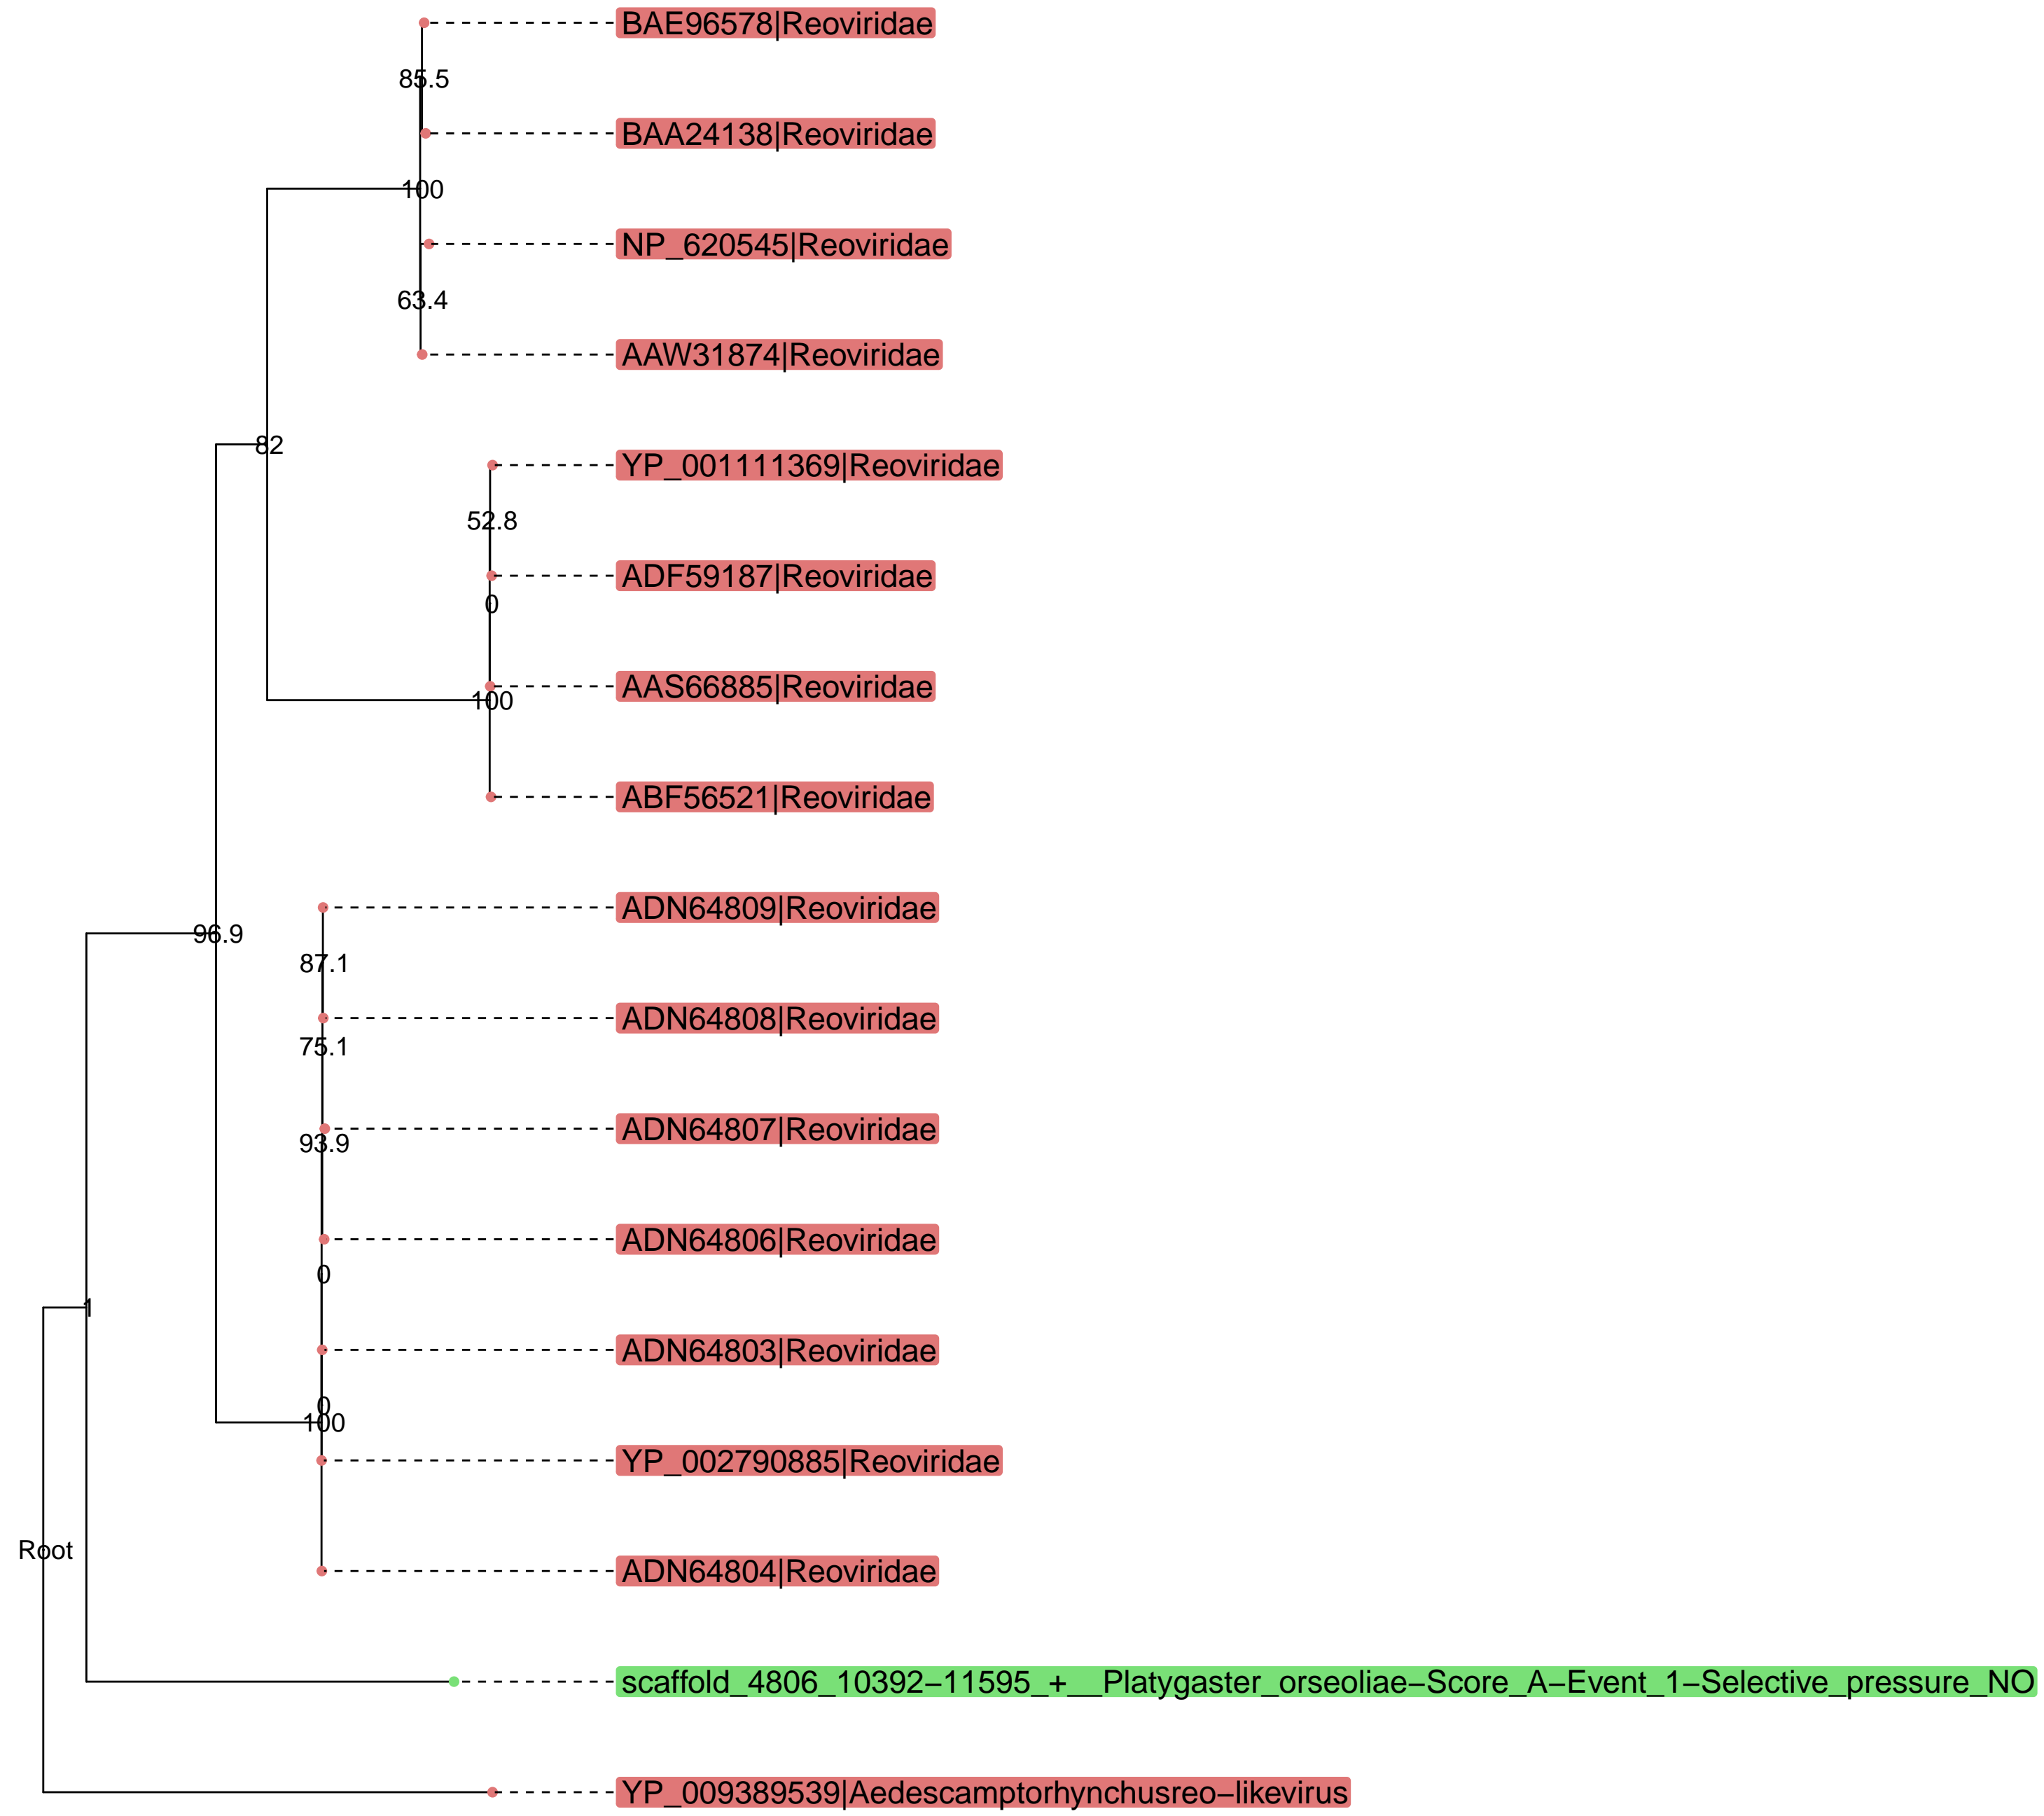 BAE96578|Reoviridae
85.5
BAA24138|Reoviridae
100
NP_620545|Reoviridae
63.4
AAW31874|Reoviridae
82
YP_001111369|Reoviridae
52.8
ADF59187|Reoviridae
0
AAS66885|Reoviridae
100
ABF56521|Reoviridae
ADN64809|Reoviridae
96.9
87.1
ADN64808|Reoviridae
75.1
ADN64807|Reoviridae
93.9
ADN64806|Reoviridae
0
1
ADN64803|Reoviridae
0
100
YP_002790885|Reoviridae
Root
ADN64804|Reoviridae
scaffold_4806_10392−11595_+__Platygaster_orseoliae−Score_A−Event_1−Selective_pressure_NO
YP_009389539|Aedescamptorhynchusreo−likevirus